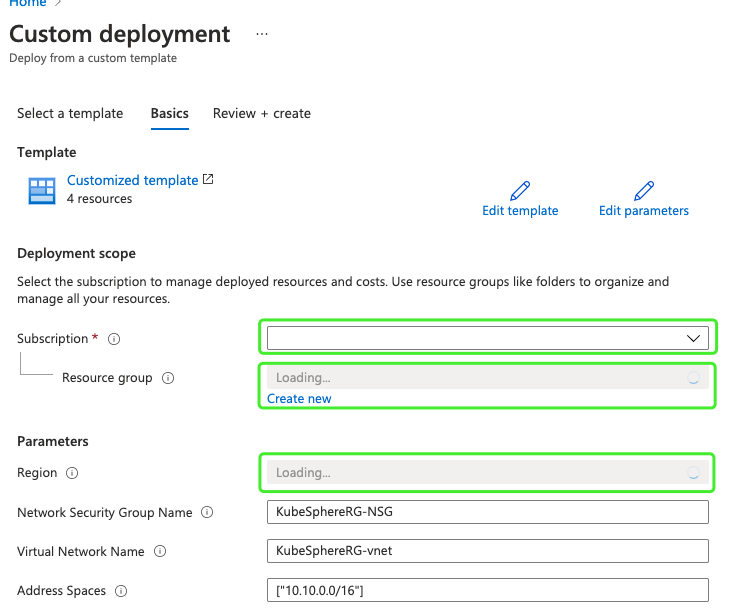 Home >
Custom deployment ...
Deploy from a custom template
Select a template Basics Review + create
Template
Customized template
4 resources
Edit template Edit parameters
Deployment scope
Select the subscription to manage deployed resources and costs. Use resource groups like folders to organize and
manage all your resources.
Subscription *
Resource group Loading...
Create new
Parameters
Region Loading...
Network Security Group Name KubeSphereRG-NSG
Virtual Network Name KubeSphereRG-vnet
Address Spaces ["10.10.0.0/16"]